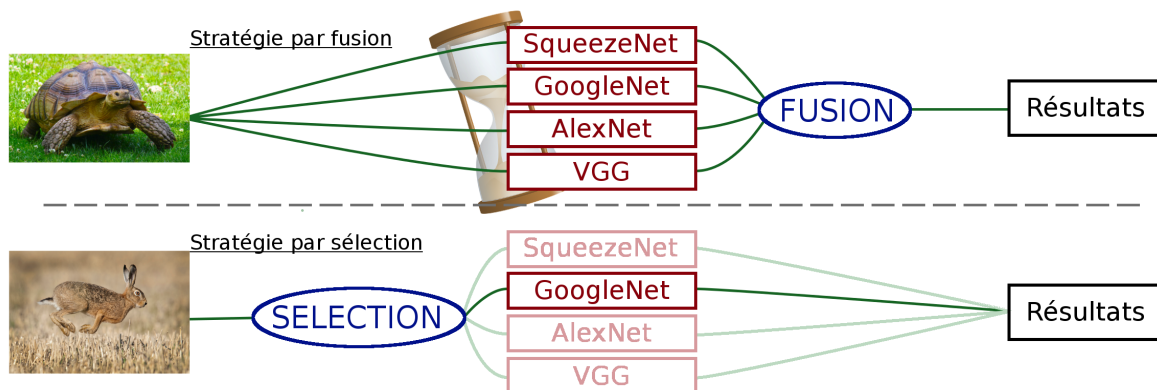 Stratégie par fusion
SqueezeNet
GoogleNet
AlexNet
VGG
FUSION
Résultats
Stratégie par sélection
SELECTION
SqueezeNet
GoogleNet
AlexNet
VGG
Résultats